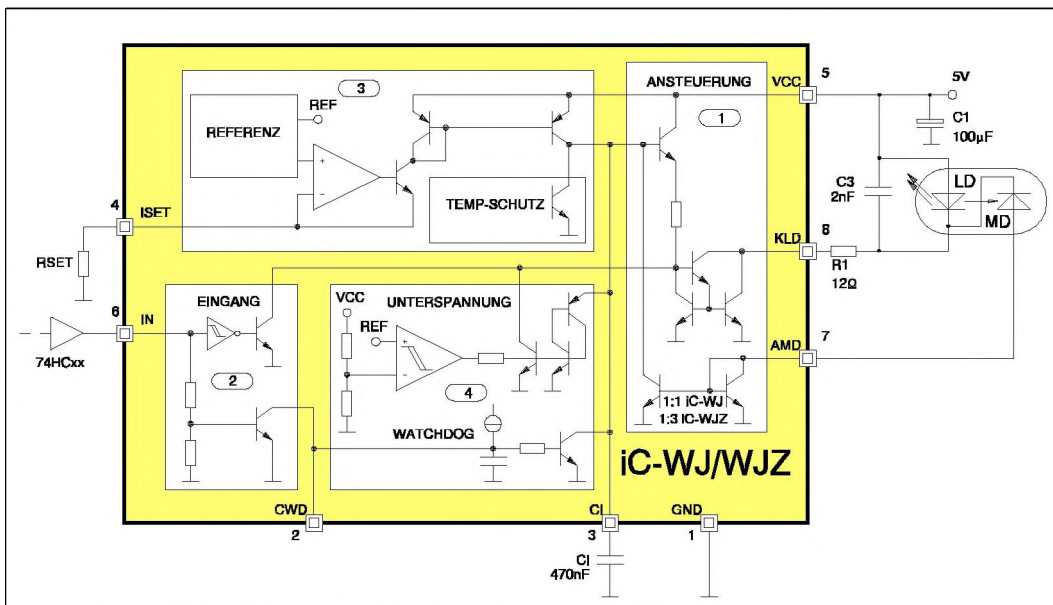 ANSTEUERUNG
VCC
5
5V
3
1
REF
REFERENZ
C1
100µF
+
-
C3
2nF
LD
MD
TEMP-SCHUTZ
4
ISET
KLD
8
RSET
R1
12Ω
6
IN
EINGANG
VCC
UNTERSPANNUNG
REF
+
-
AMD
7
74HCxx
2
4
1:1 iC-WJ
1:3 iC-WJZ
WATCHDOG
iC-WJ/WJZ
CWD
2
CI
3
GND
1
CI
470nF